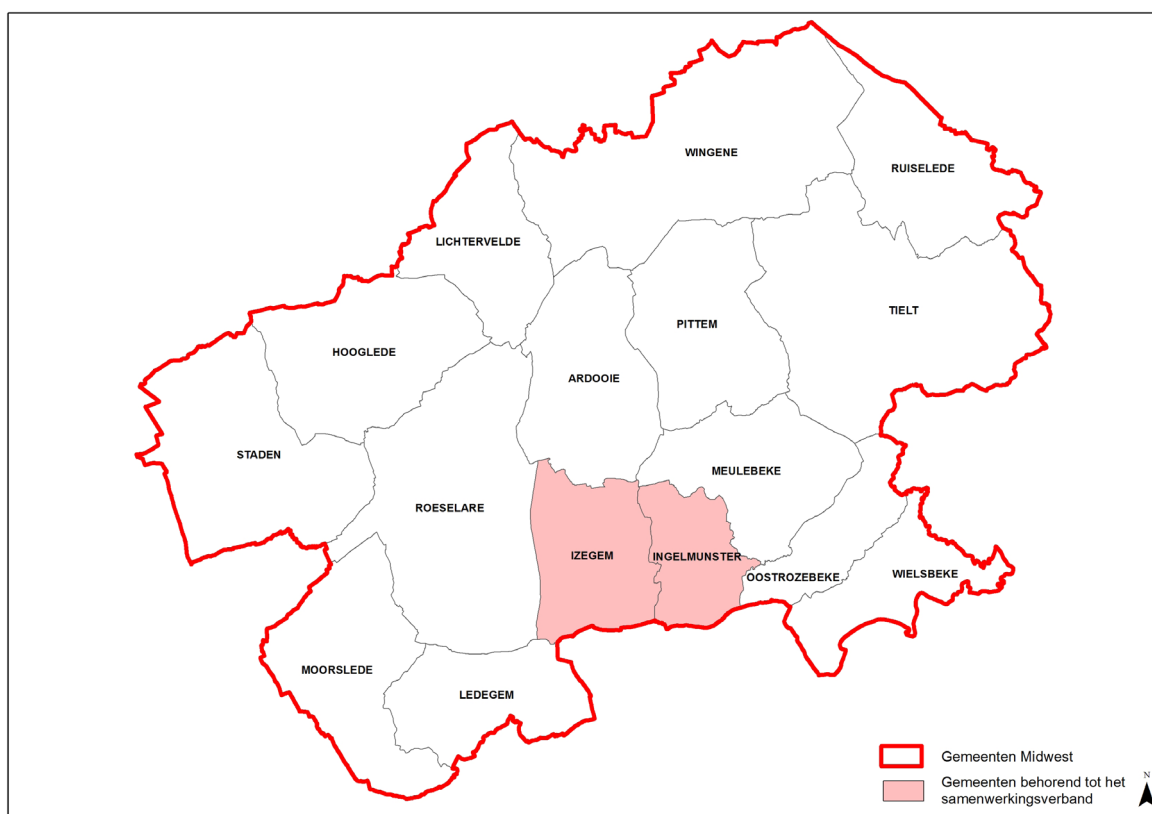 WINGENE
RUISELEDE
LICHTERVELDE
TIELT
PITTEM
HOOGLEDE
ARDOOIE
STADEN
MEULEBEKE
ROESELARE
IZEGEM
INGELMUNSTER
OOSTROZEBEKE
WIELSBEKE
MOORSLEDE
LEDEGEM
Gemeenten Midwest
Gemeenten behorend tot het
samenwerkingsverband
N